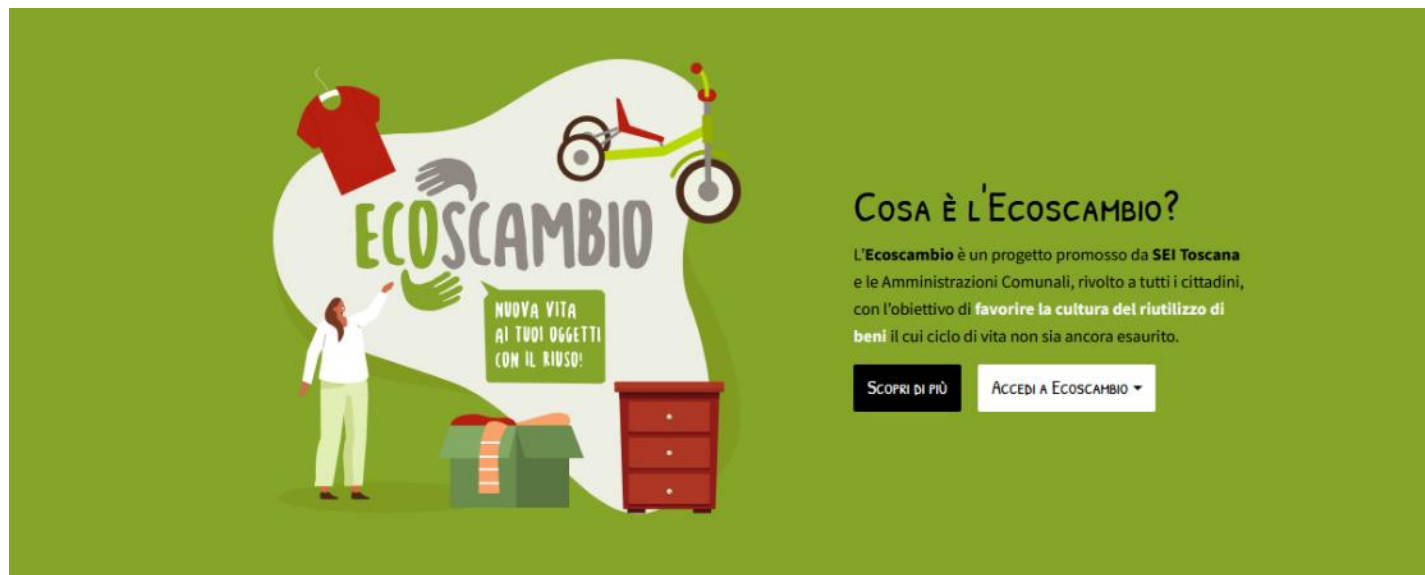 ECOSCAMBIO
NUOVA VITA
AI TUOI OGGETTI
CON IL RIUSO!
Cosa è l'Ecoscambio?
L'Ecoscambio è un progetto promosso da SEI Toscana
e le Amministrazioni Comunali, rivolto a tutti i cittadini,
con l'obiettivo di favorire la cultura del riutilizzo di
beni il cui ciclo di vita non sia ancora esaurito.
Scopri di più
Accedi a Ecoscambio